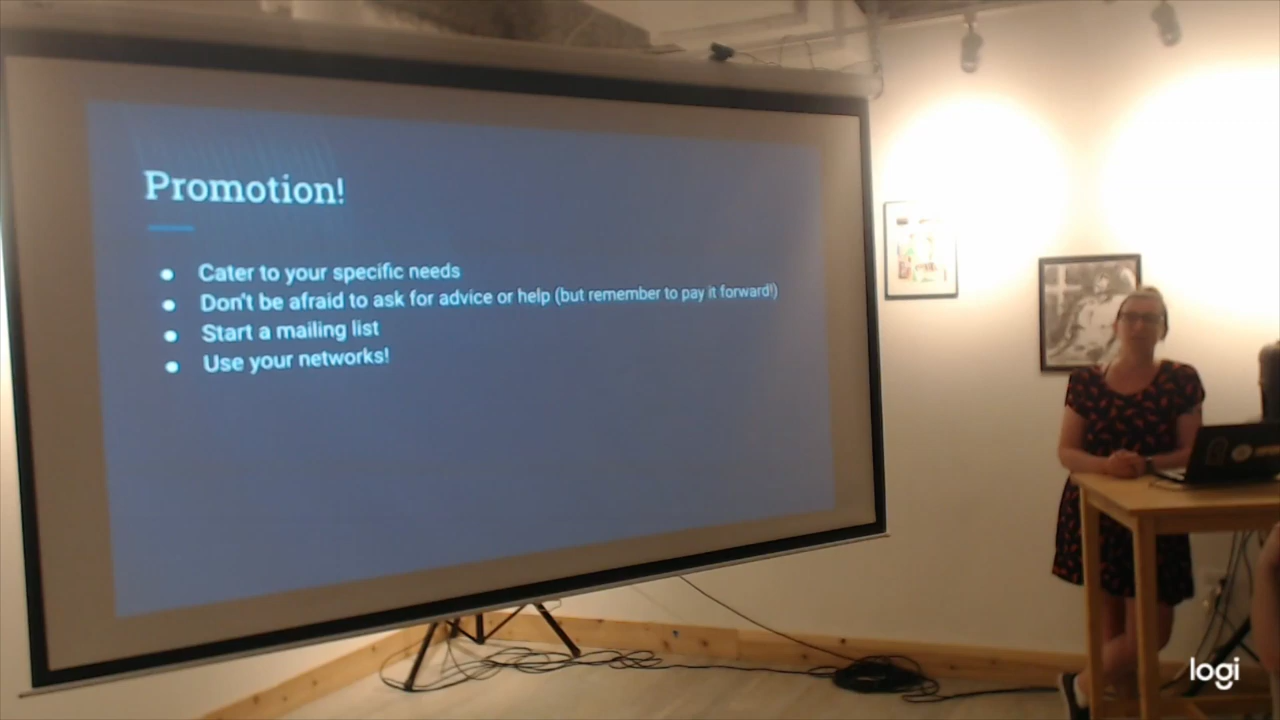 Promotion!
Cater to your specific needs
Don't be afraid to ask for advice or help (but remember to pay it forward!)
Start a mailing list
Use your networks!
logi